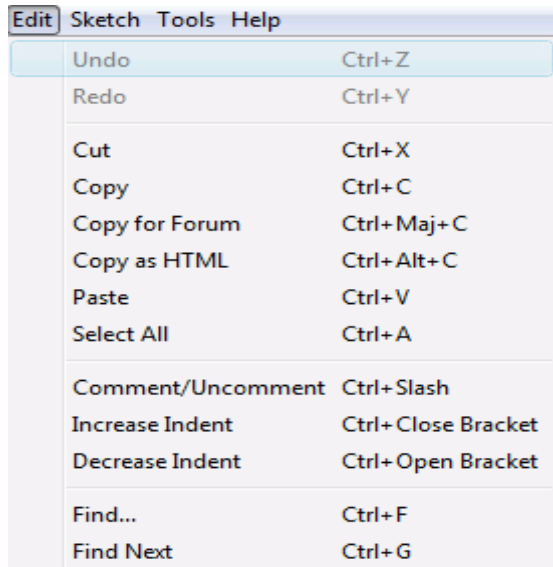 Edit Sketch Tools Help
Undo Ctrl+Z
Redo Ctrl+Y
Cut Ctrl+X
Copy Ctrl+C
Copy for Forum Ctrl+Maj+C
Copy as HTML Ctrl+Alt+C
Paste Ctrl+V
Select All Ctrl+A
Comment/Uncomment Ctrl+Slash
Increase Indent Ctrl+Close Bracket
Decrease Indent Ctrl+Open Bracket
Find... Ctrl+F
Find Next Ctrl+G